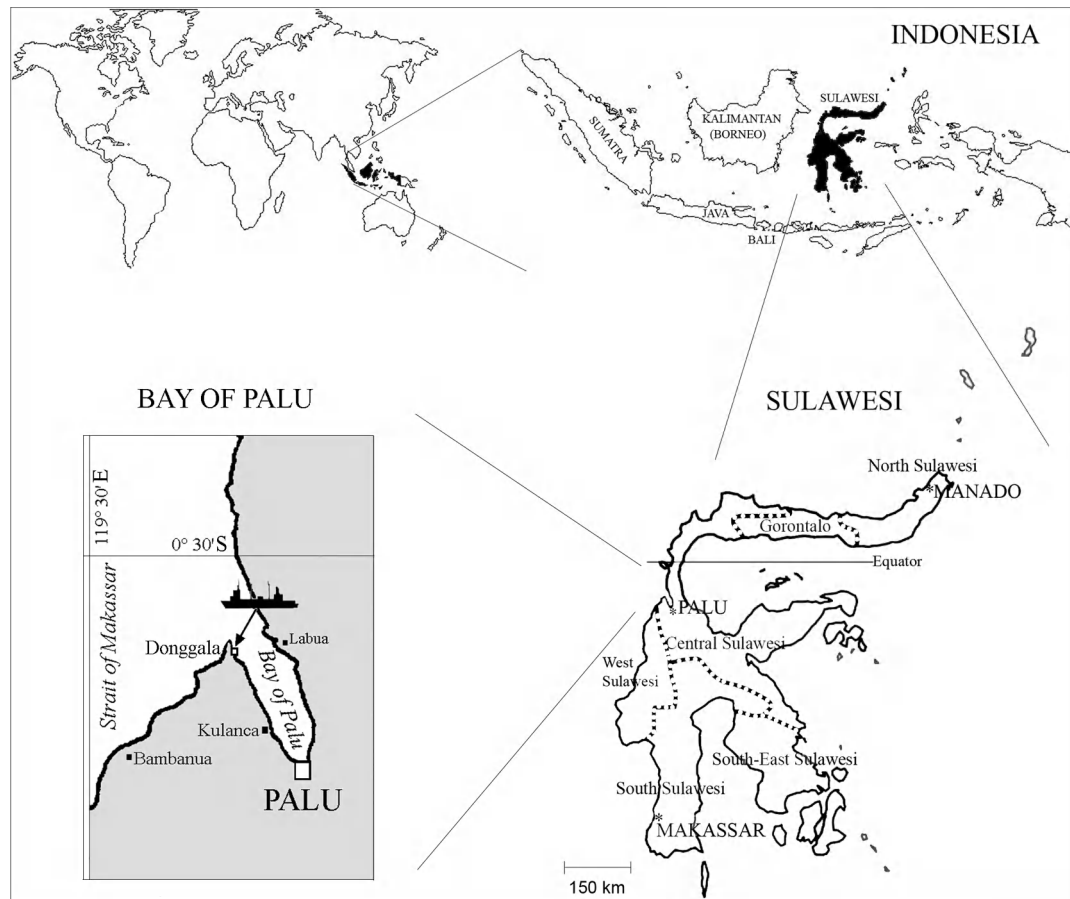 INDONESIA
SULAWESI
KALIMANTAN
(BORNEO)
SUMATRA
JAVA
BALI
BAY OF PALU
119° 30'E
0° 30'S
Strait of Makassar
Donggala
Labua
Bay of Palu
Kulanca
Bambanua
PALU
SULAWESI
North Sulawesi
*MANADO
Gorontalo
Equator
*PALU
Central Sulawesi
West
Sulawesi
South-East Sulawesi
South Sulawesi
*
MAKASSAR
150 km